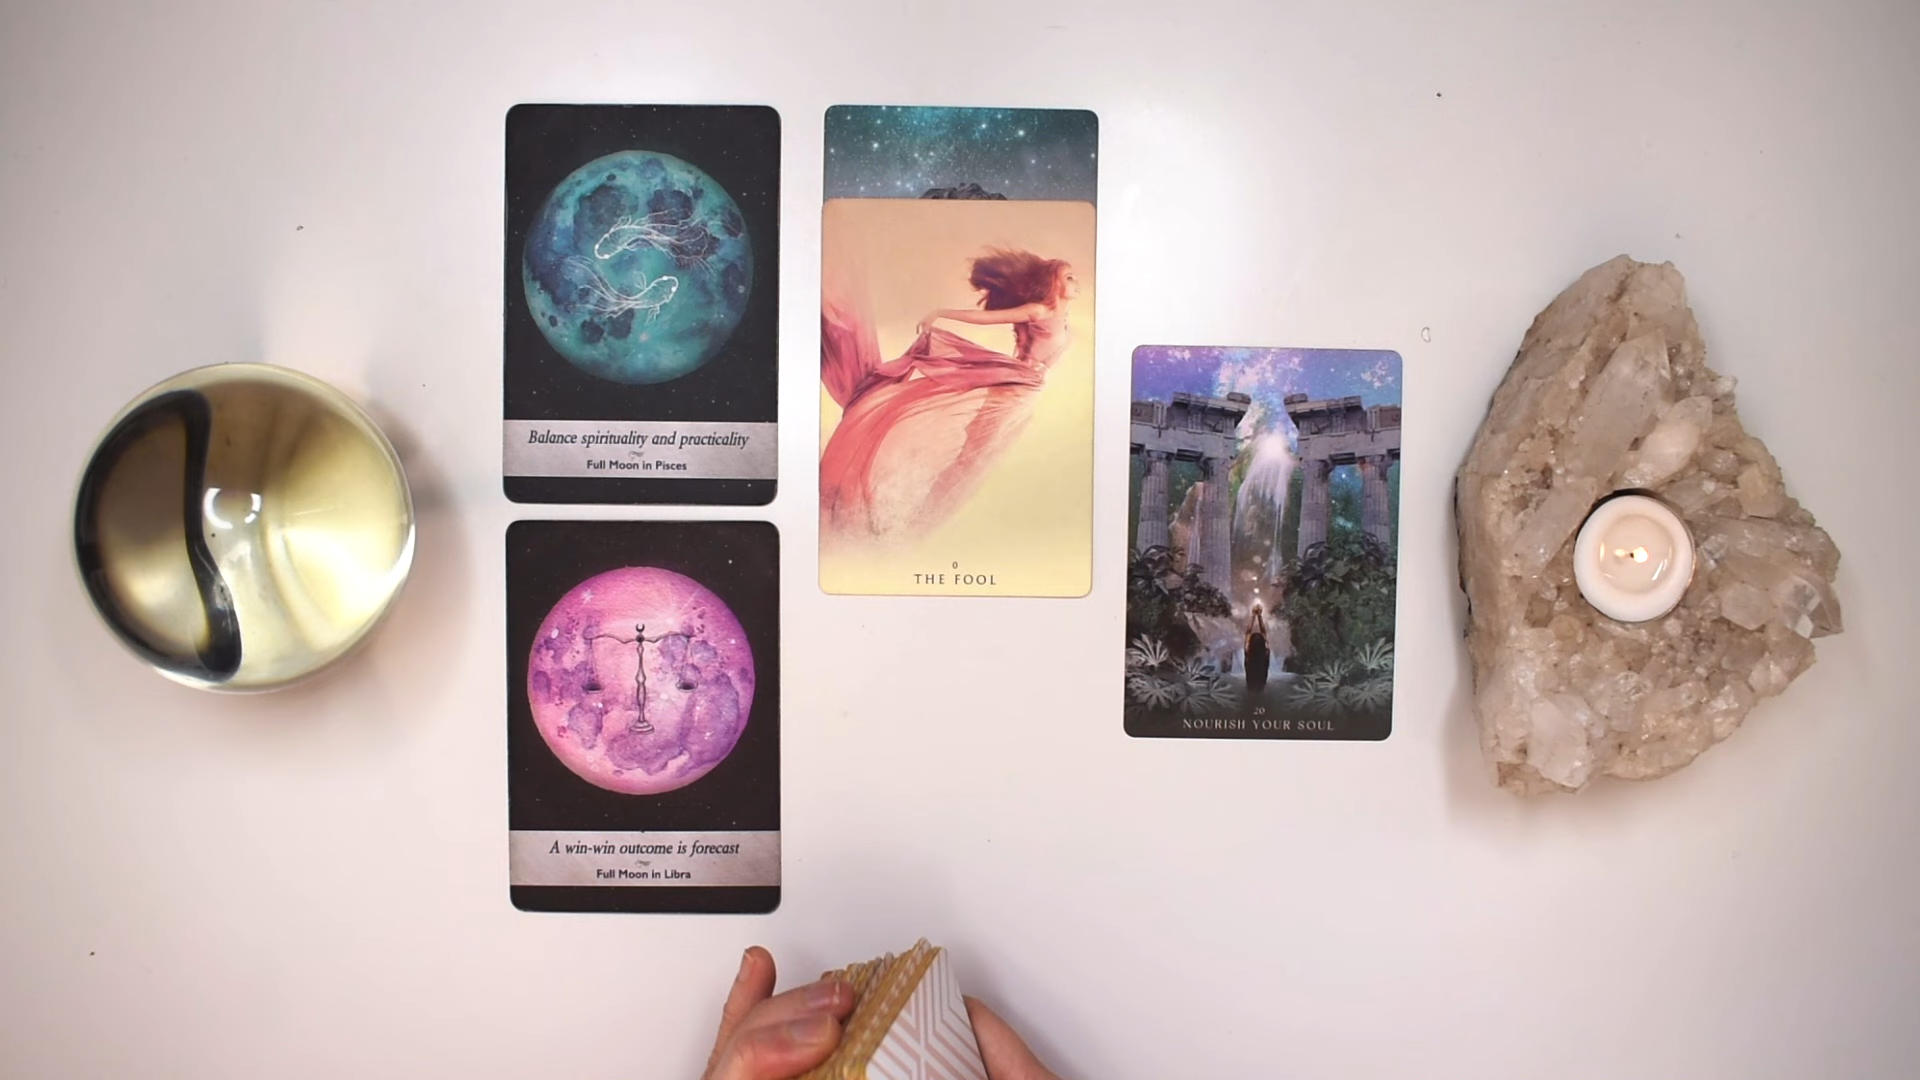 Balance spirituality and practicality
Full Moon in Pisces
A win-win outcome is forecast
Full Moon in Libra
0
THE FOOL
20
NOURISH YOUR SOUL